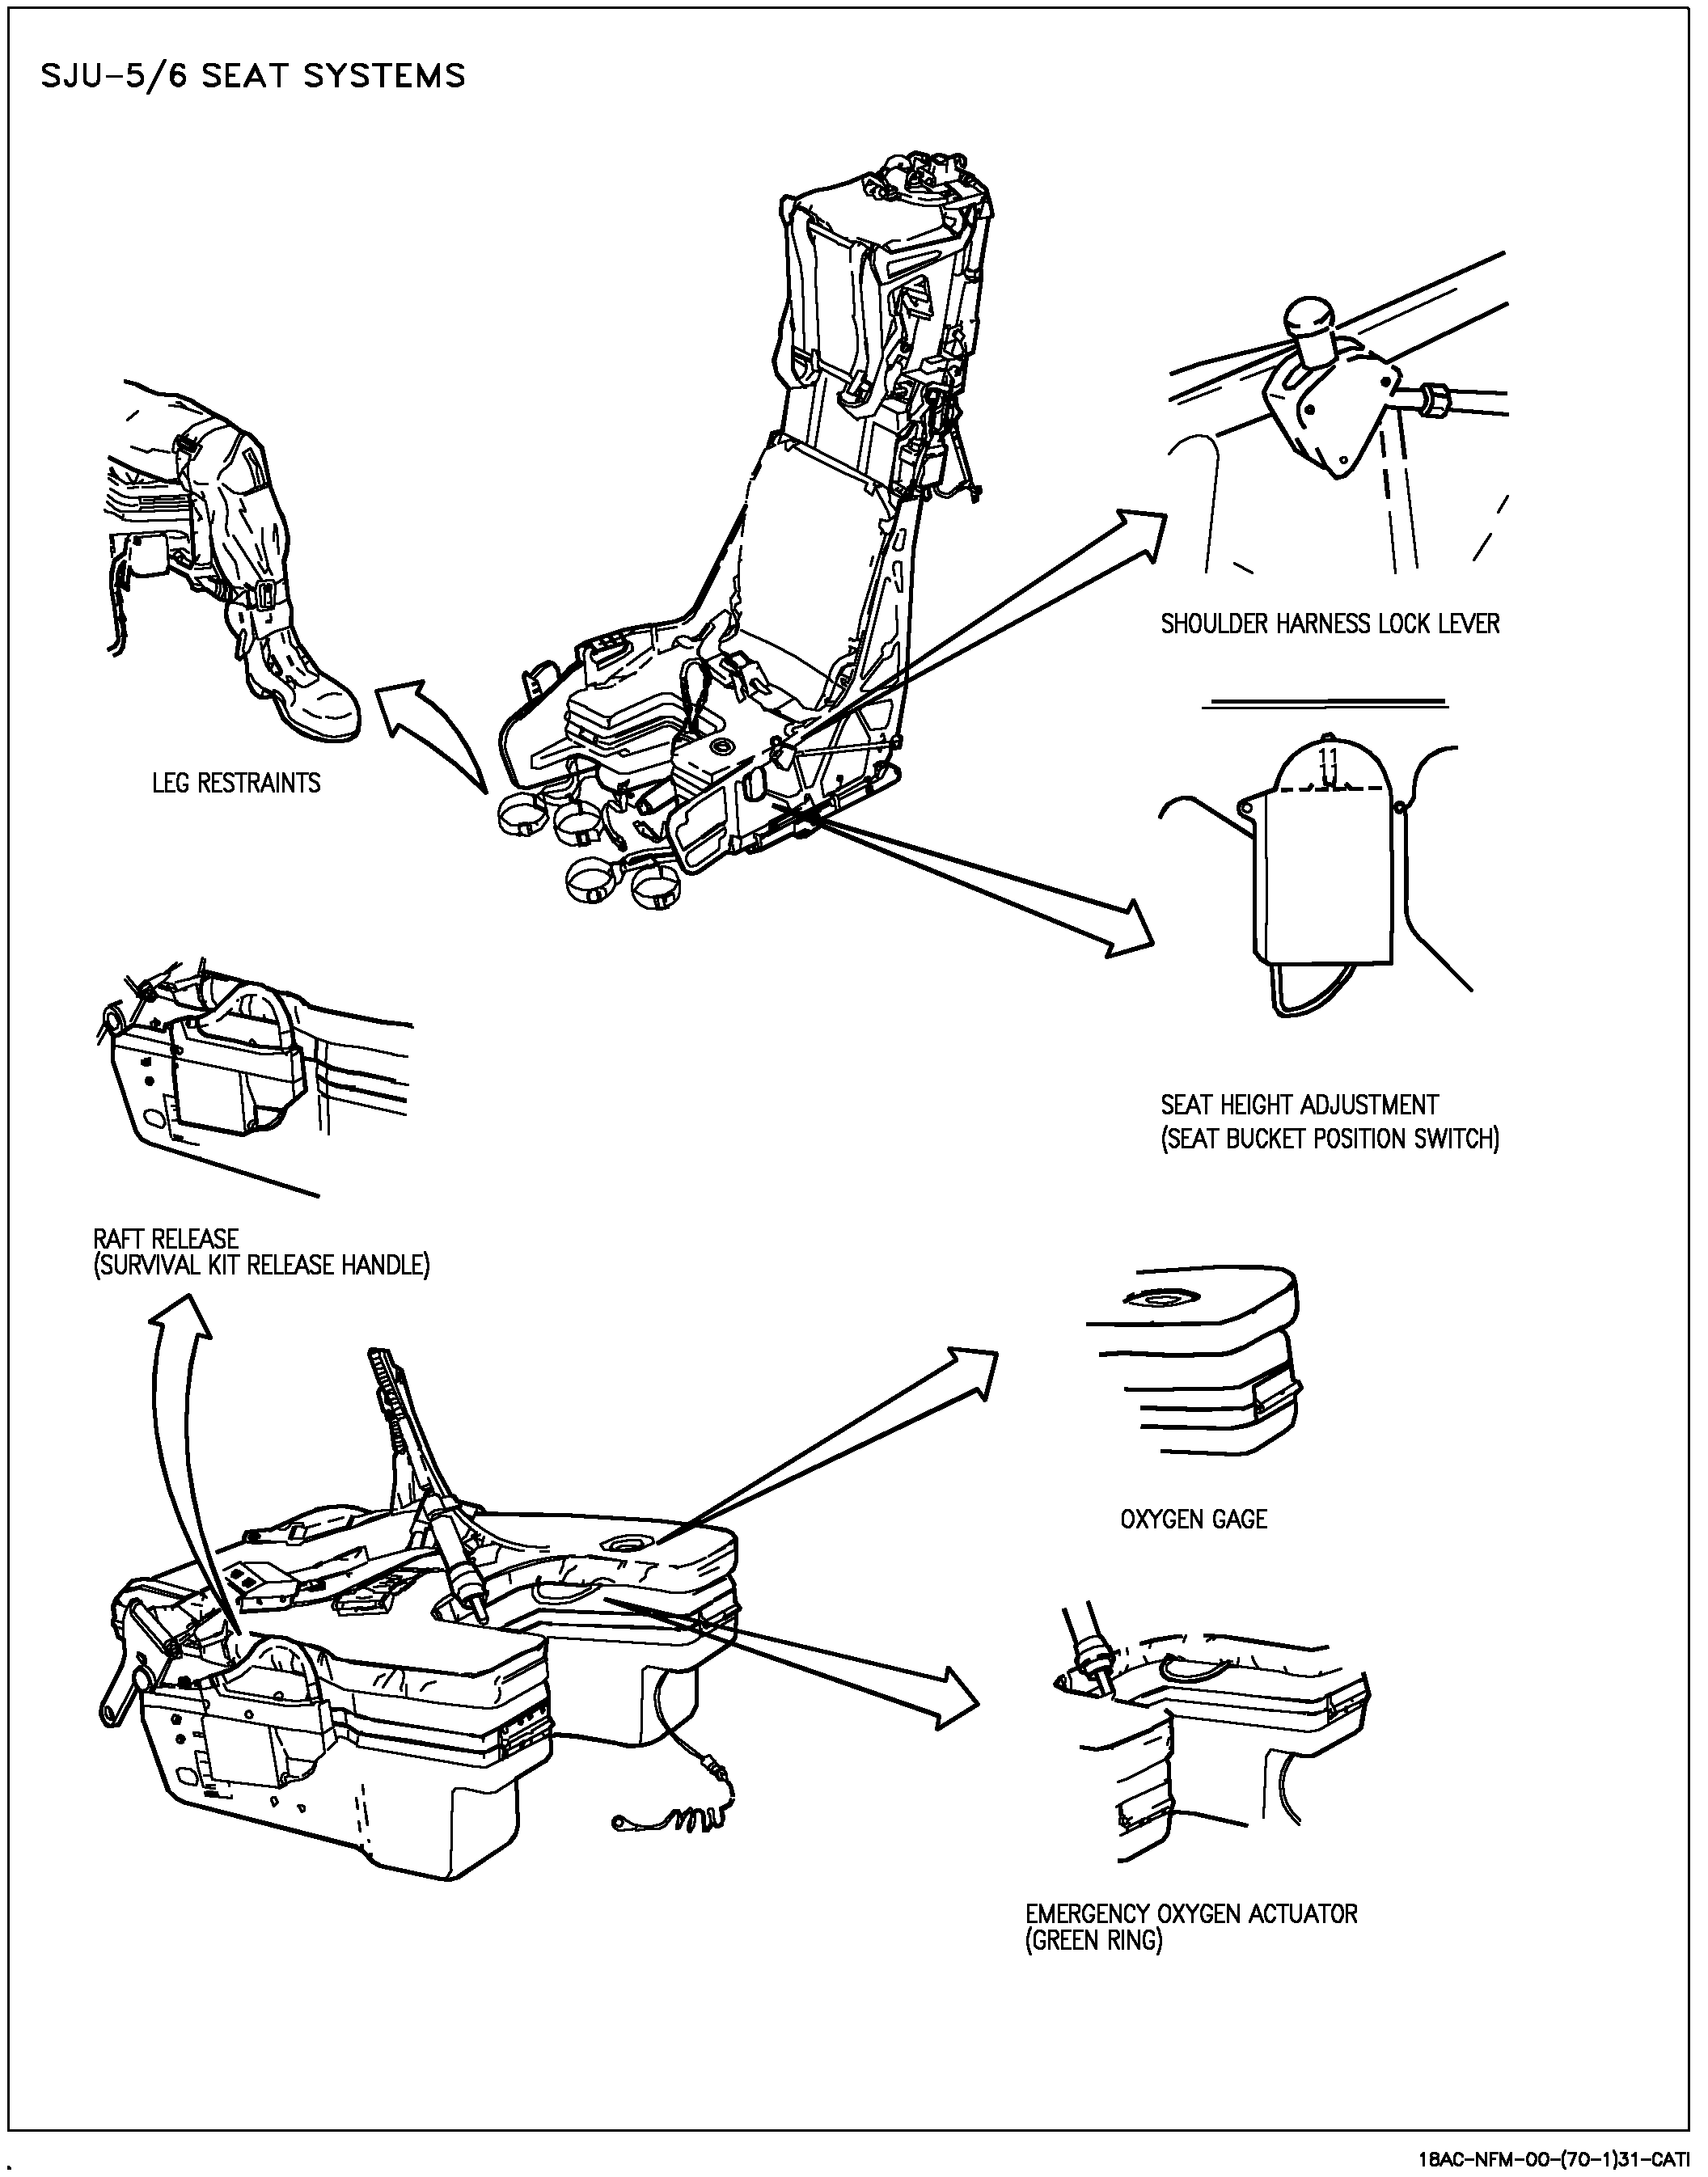 SJU-5/6 SEAT SYSTEMS
SHOULDER HARNESS LOCK LEVER
LEG RESTRAINTS
SEAT HEIGHT ADJUSTMENT
(SEAT BUCKET POSITION SWITCH)
RAFT RELEASE
(SURVIVAL KIT RELEASE HANDLE)
OXYGEN GAGE
EMERGENCY OXYGEN ACTUATOR
(GREEN RING)
18AC-NFM-00-(70-1)31-CATI